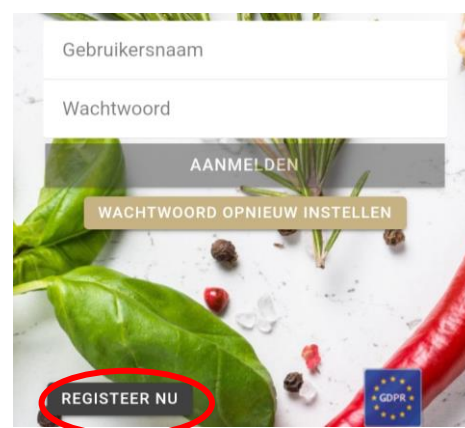 Gebruikersnaam
Wachtwoord
AANMELDEN
WACHTWOORD OPNIEUW INSTELLEN
REGISTEER NU
GDPR